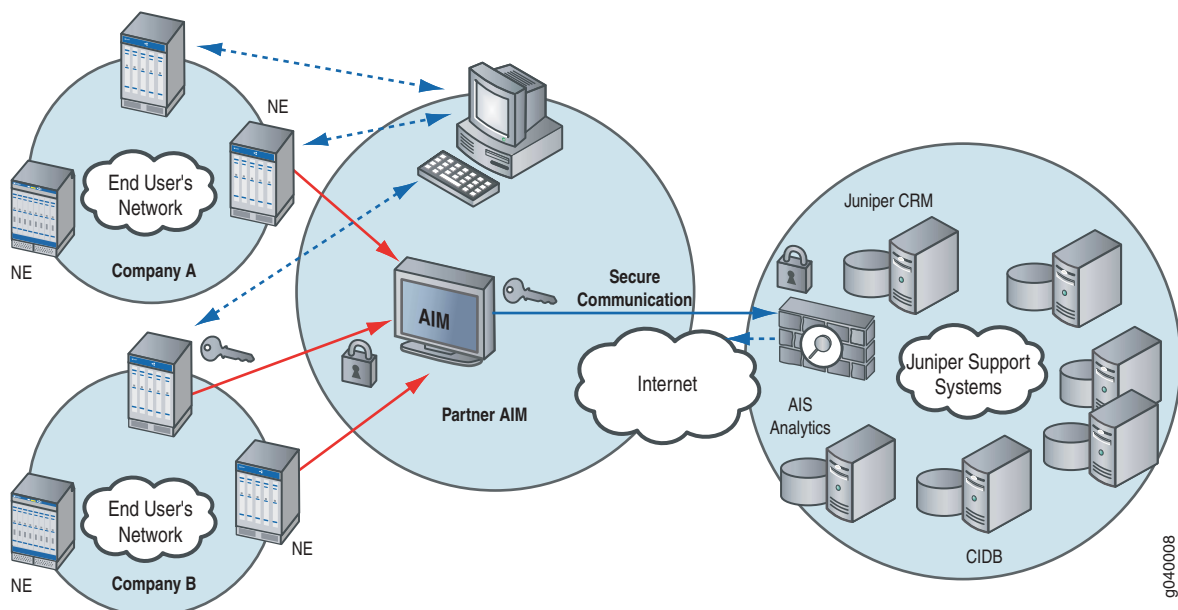 NE
End User's
Network
NE
Company A
AIM
Secure
Communication
Internet
Partner AIM
Juniper CRM
Juniper Support
Systems
AIS
Analytics
CIDB
End User's
Network
NE
NE
Company B
g040008